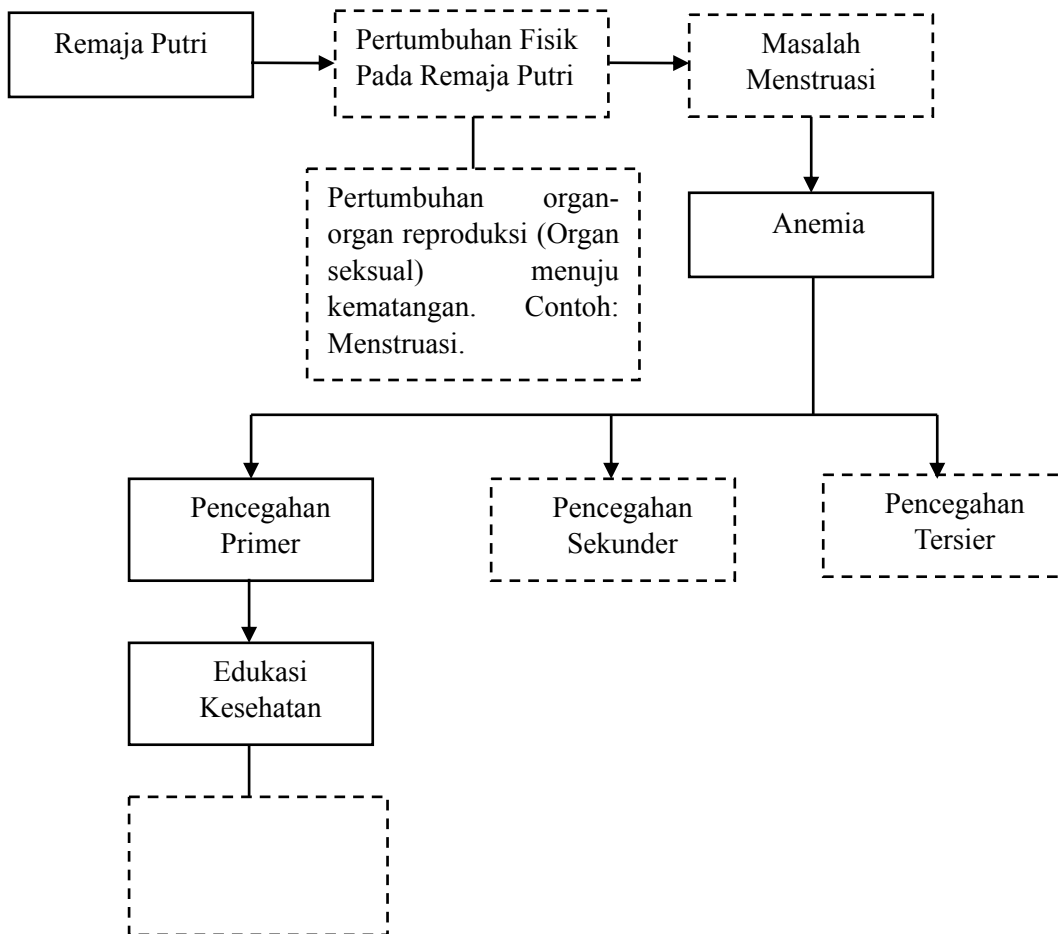 Remaja Putri
Pertumbuhan Fisik
Pada Remaja Putri
Masalah
Menstruasi
Pertumbuhan organ-
organ reproduksi (Organ
seksual) menuju
kematangan. Contoh:
Menstruasi.
Anemia
Pencegahan
Primer
Pencegahan
Sekunder
Pencegahan
Tersier
Edukasi
Kesehatan